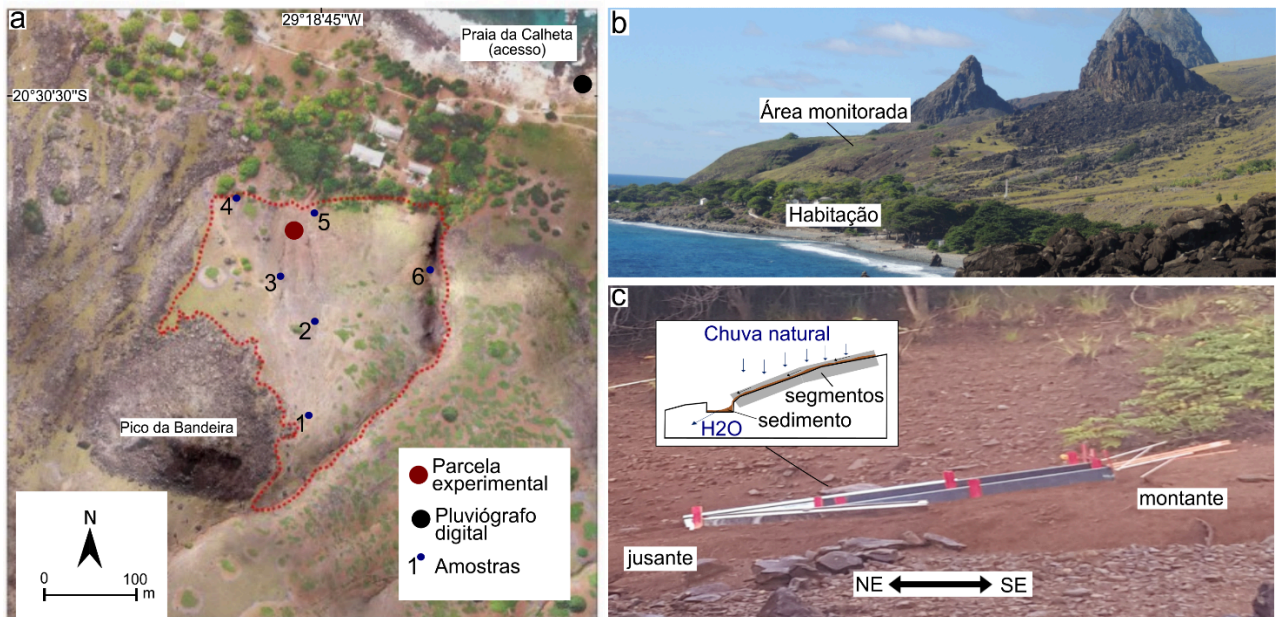 a
29°18'45"W
Praia da Calheta
(acesso)
20°30'30"S
4
5
3
6
2
1
Pico da Bandeira
N
0
100
m
Parcela
experimental
Pluviógrafo
digital
1
Amostras
b
Área monitorada
Habitação
c
Chuva natural
segmentos
sedimento
H2O
montante
jusante
NE
SE